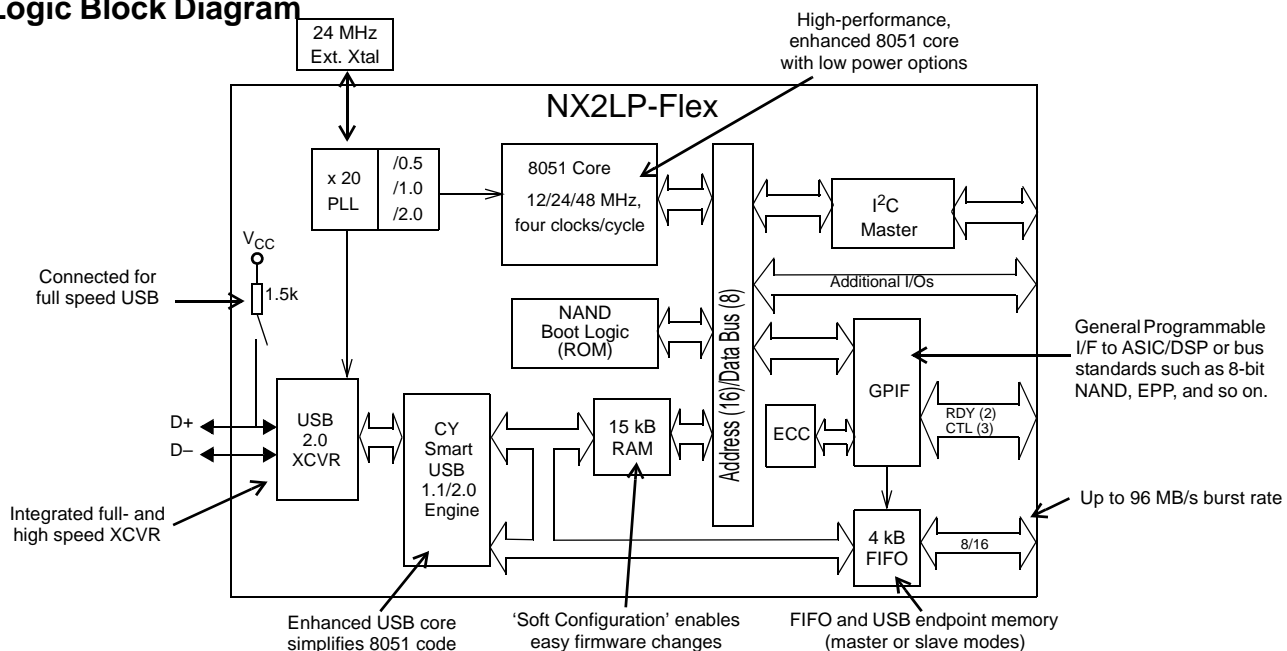 Logic Block Diagram
24 MHz
Ext. Xtal
High-performance,
enhanced 8051 core
with low power options
NX2LP-Flex
x 20
PLL
/0.5
/1.0
/2.0
8051 Core
12/24/48 MHz,
four clocks/cycle
I²C
Master
VCC
1.5k
Connected for
full speed USB
Additional I/Os
NAND
Boot Logic
(ROM)
Address (16)/Data Bus (8)
General Programmable
I/F to ASIC/DSP or bus
standards such as 8-bit
NAND, EPP, and so on.
GPIF
RDY (2)
CTL (3)
ECC
D+
D–
USB
2.0
XCVR
CY
Smart
USB
1.1/2.0
Engine
15 kB
RAM
Integrated full- and
high speed XCVR
Up to 96 MB/s burst rate
4 kB
FIFO
8/16
Enhanced USB core
simplifies 8051 code
‘Soft Configuration’ enables
easy firmware changes
FIFO and USB endpoint memory
(master or slave modes)